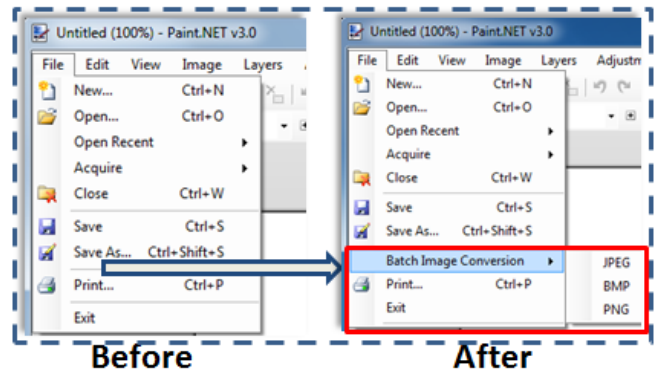 Untitled (100%) - Paint.NET v3.0
File Edit View Image Layers
New... Ctrl+N
Open... Ctrl+O
Open Recent
Acquire
Close Ctrl+W
Save Ctrl+S
Save As... Ctrl+Shift+S
Print... Ctrl+P
Exit
Before
Untitled (100%) - Paint.NET v3.0
File Edit View Image Layers Adjustm
New... Ctrl+N
Open... Ctrl+O
Open Recent
Acquire
Close Ctrl+W
Save Ctrl+S
Save As... Ctrl+Shift+S
Batch Image Conversion JPEG
Print... Ctrl+P BMP
Exit PNG
After